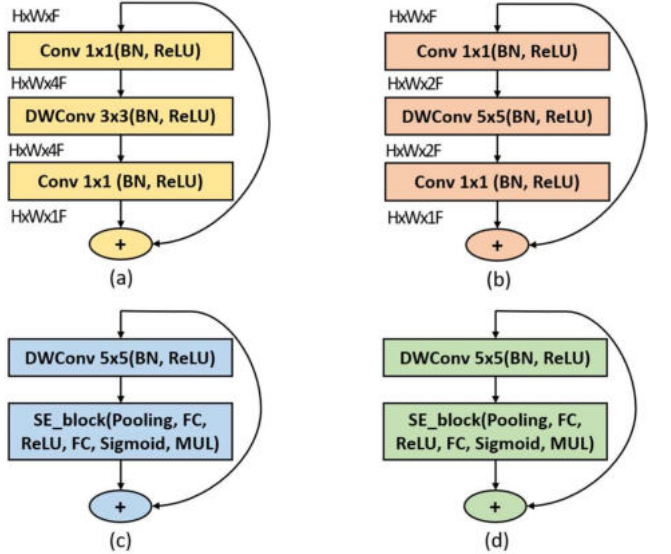 HxWxF
Conv 1x1(BN, ReLU)
HxWx4F
DWConv 3x3(BN, ReLU)
HxWx4F
Conv 1x1 (BN, ReLU)
HxWx1F
+
(a)
HxWxF
Conv 1x1(BN, ReLU)
HxWx2F
DWConv 5x5(BN, ReLU)
HxWx2F
Conv 1x1 (BN, ReLU)
HxWx1F
+
(b)
DWConv 5x5(BN, ReLU)
SE_block(Pooling, FC,
ReLU, FC, Sigmoid, MUL)
+
(c)
DWConv 5x5(BN, ReLU)
SE_block(Pooling, FC,
ReLU, FC, Sigmoid, MUL)
+
(d)